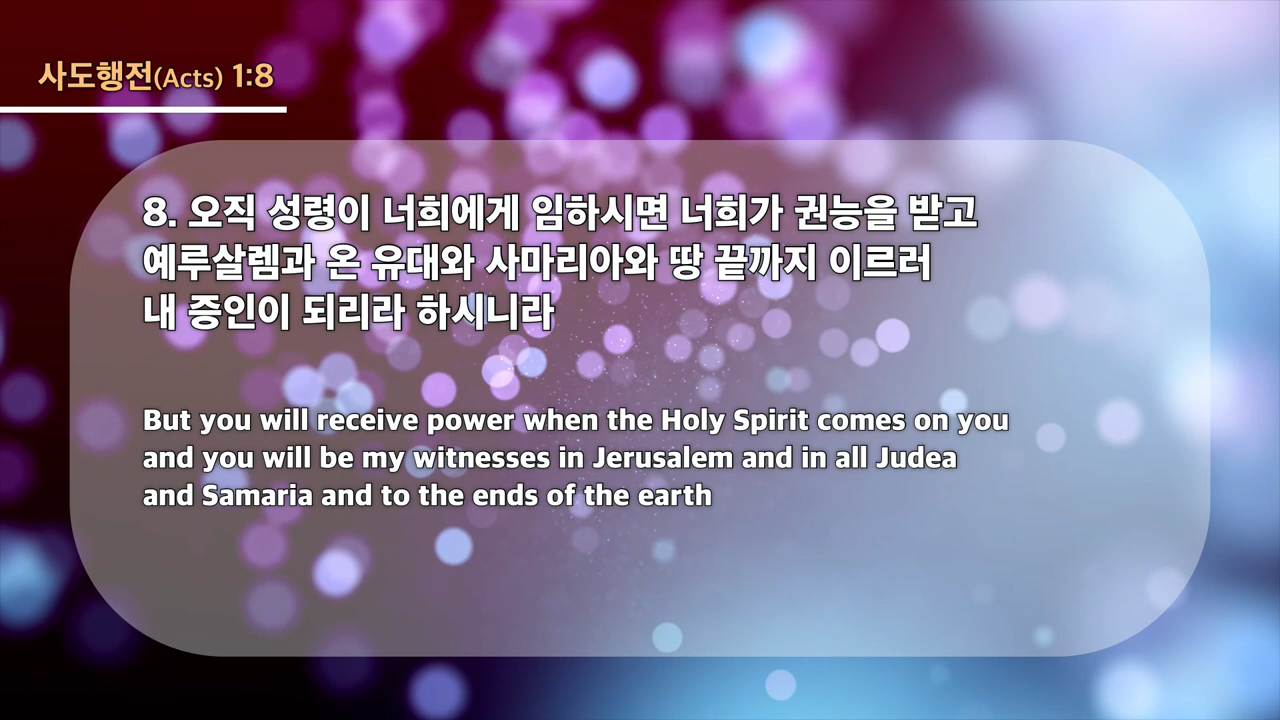 사도행전(Acts) 1:8
8. 오직 성령이 너희에게 임하시면 너희가 권능을 받고
예루살렘과 온 유대와 사마리아와 땅 끝까지 이르러
내 증인이 되리라 하시니라
But you will receive power when the Holy Spirit comes on you
and you will be my witnesses in Jerusalem and in all Judea
and Samaria and to the ends of the earth